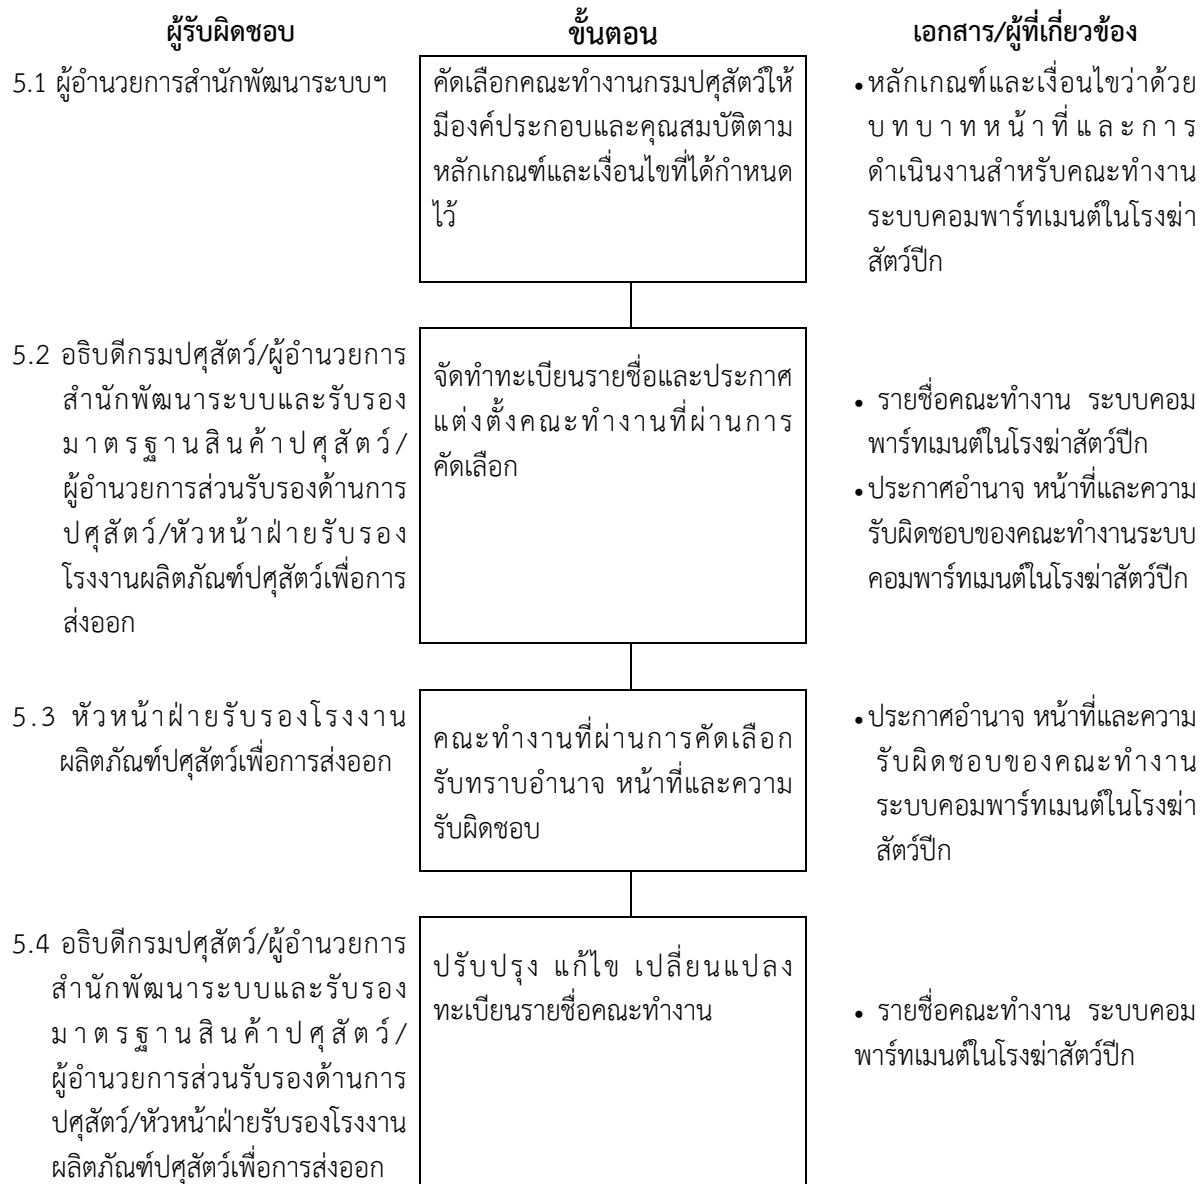 ผู้รับผิดชอบ
ขั้นตอน
เอกสาร/ผู้ที่เกี่ยวข้อง
5.1 ผู้อำนวยการสำนักพัฒนาระบบฯ
คัดเลือกคณะทำงานกรมปศุสัตว์ให้
มีองค์ประกอบและคุณสมบัติตาม
หลักเกณฑ์และเงื่อนไขที่ได้กำหนด
ไว้
• หลักเกณฑ์และเงื่อนไขว่าด้วย
บทบาทหน้าที่และการ
ดำเนินงานสำหรับคณะทำงาน
ระบบคอมพาร์ทเมนต์ในโรงฆ่า
สัตว์ปีก
5.2 อธิบดีกรมปศุสัตว์/ผู้อำนวยการ
สำนักพัฒนาระบบและรับรอง
มาตรฐานสินค้าปศุสัตว์/
ผู้อำนวยการส่วนรับรองด้านการ
ปศุสัตว์/หัวหน้าฝ่ายรับรอง
โรงงานผลิตภัณฑ์ปศุสัตว์เพื่อการ
ส่งออก
จัดทำทะเบียนรายชื่อและประกาศ
แต่งตั้งคณะทำงานที่ผ่านการ
คัดเลือก
• รายชื่อคณะทำงาน ระบบคอม
พาร์ทเมนต์ในโรงฆ่าสัตว์ปีก
• ประกาศอำนาจ หน้าที่และความ
รับผิดชอบของคณะทำงานระบบ
คอมพาร์ทเมนต์ในโรงฆ่าสัตว์ปีก
5.3 หัวหน้าฝ่ายรับรองโรงงาน
ผลิตภัณฑ์ปศุสัตว์เพื่อการส่งออก
คณะทำงานที่ผ่านการคัดเลือก
รับทราบอำนาจ หน้าที่และความ
รับผิดชอบ
• ประกาศอำนาจ หน้าที่และความ
รับผิดชอบของคณะทำงาน
ระบบคอมพาร์ทเมนต์ในโรงฆ่า
สัตว์ปีก
5.4 อธิบดีกรมปศุสัตว์/ผู้อำนวยการ
สำนักพัฒนาระบบและรับรอง
มาตรฐานสินค้าปศุสัตว์/
ผู้อำนวยการส่วนรับรองด้านการ
ปศุสัตว์/หัวหน้าฝ่ายรับรองโรงงาน
ผลิตภัณฑ์ปศุสัตว์เพื่อการส่งออก
ปรับปรุง แก้ไข เปลี่ยนแปลง
ทะเบียนรายชื่อคณะทำงาน
• รายชื่อคณะทำงาน ระบบคอม
พาร์ทเมนต์ในโรงฆ่าสัตว์ปีก